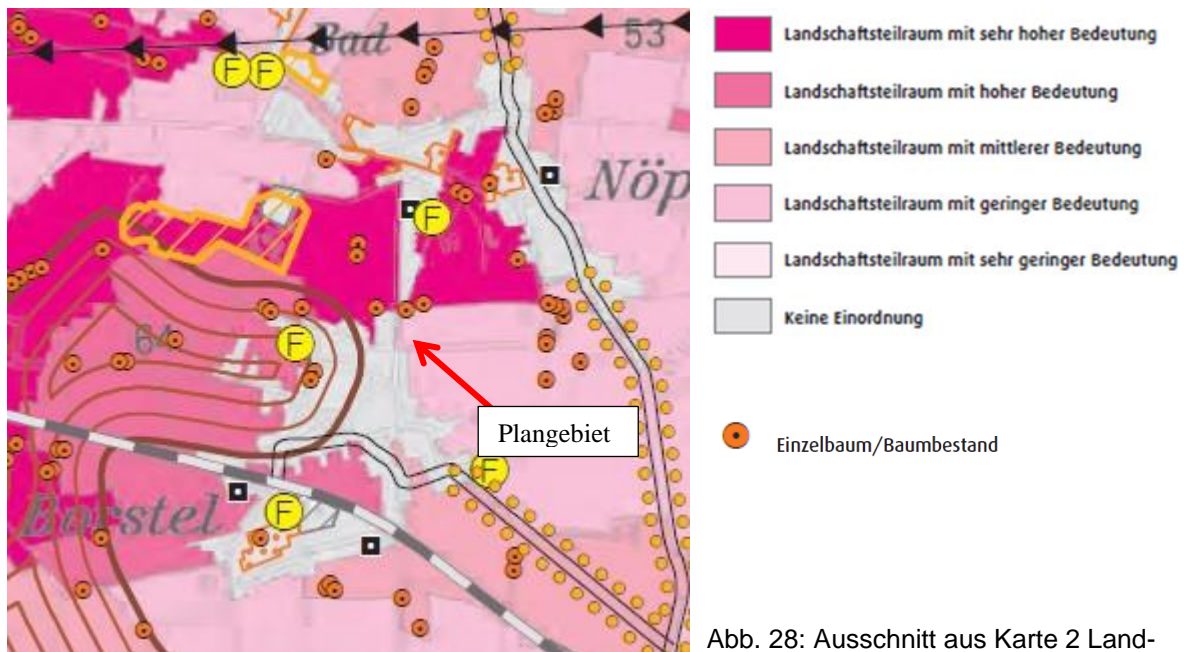 Bad
53
F F
Nöp
F
64
F
Plangebiet
F
Borstel
F
Landschaftsteilraum mit sehr hoher Bedeutung
Landschaftsteilraum mit hoher Bedeutung
Landschaftsteilraum mit mittlerer Bedeutung
Landschaftsteilraum mit geringer Bedeutung
Landschaftsteilraum mit sehr geringer Bedeutung
Keine Einordnung
Einzelbaum/Baumbestand
Abb. 28: Ausschnitt aus Karte 2 Land-